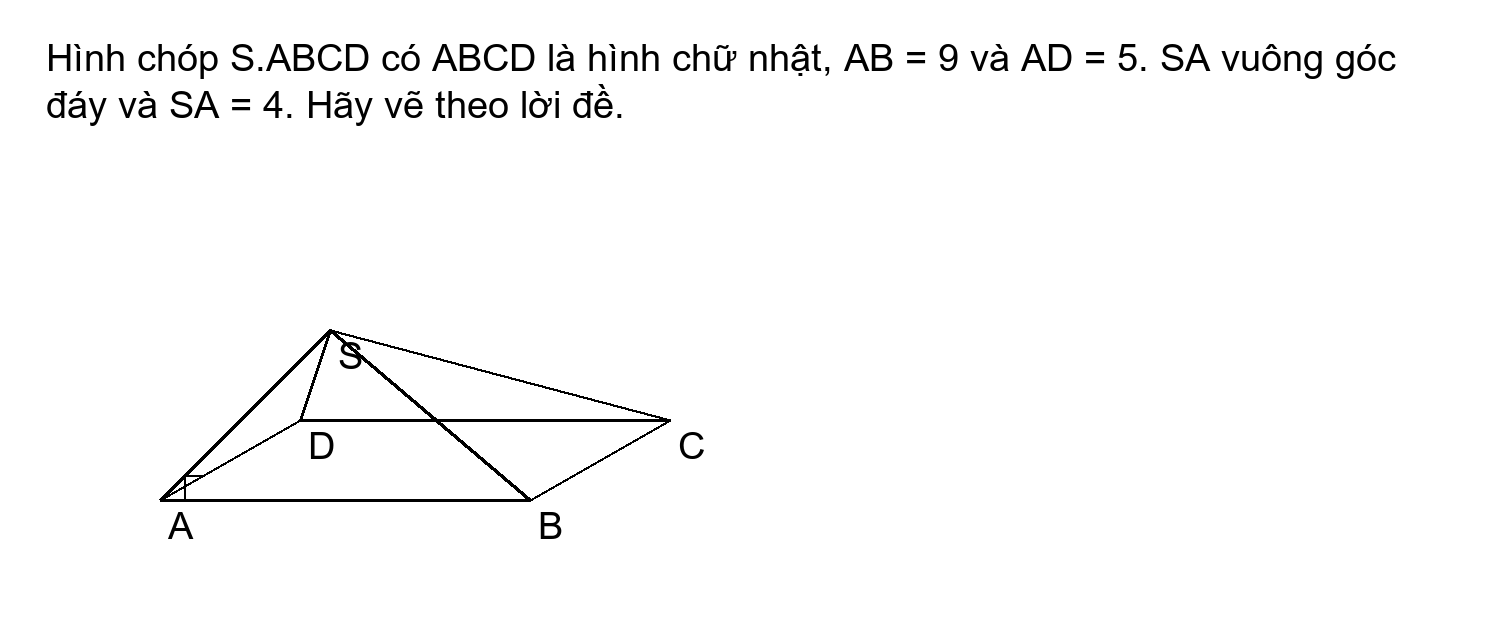 Hình chóp S.ABCD có ABCD là hình chữ nhật, AB = 9 và AD = 5. SA vuông góc
đáy và SA = 4. Hãy vẽ theo lời đề.
S
D
C
A
B